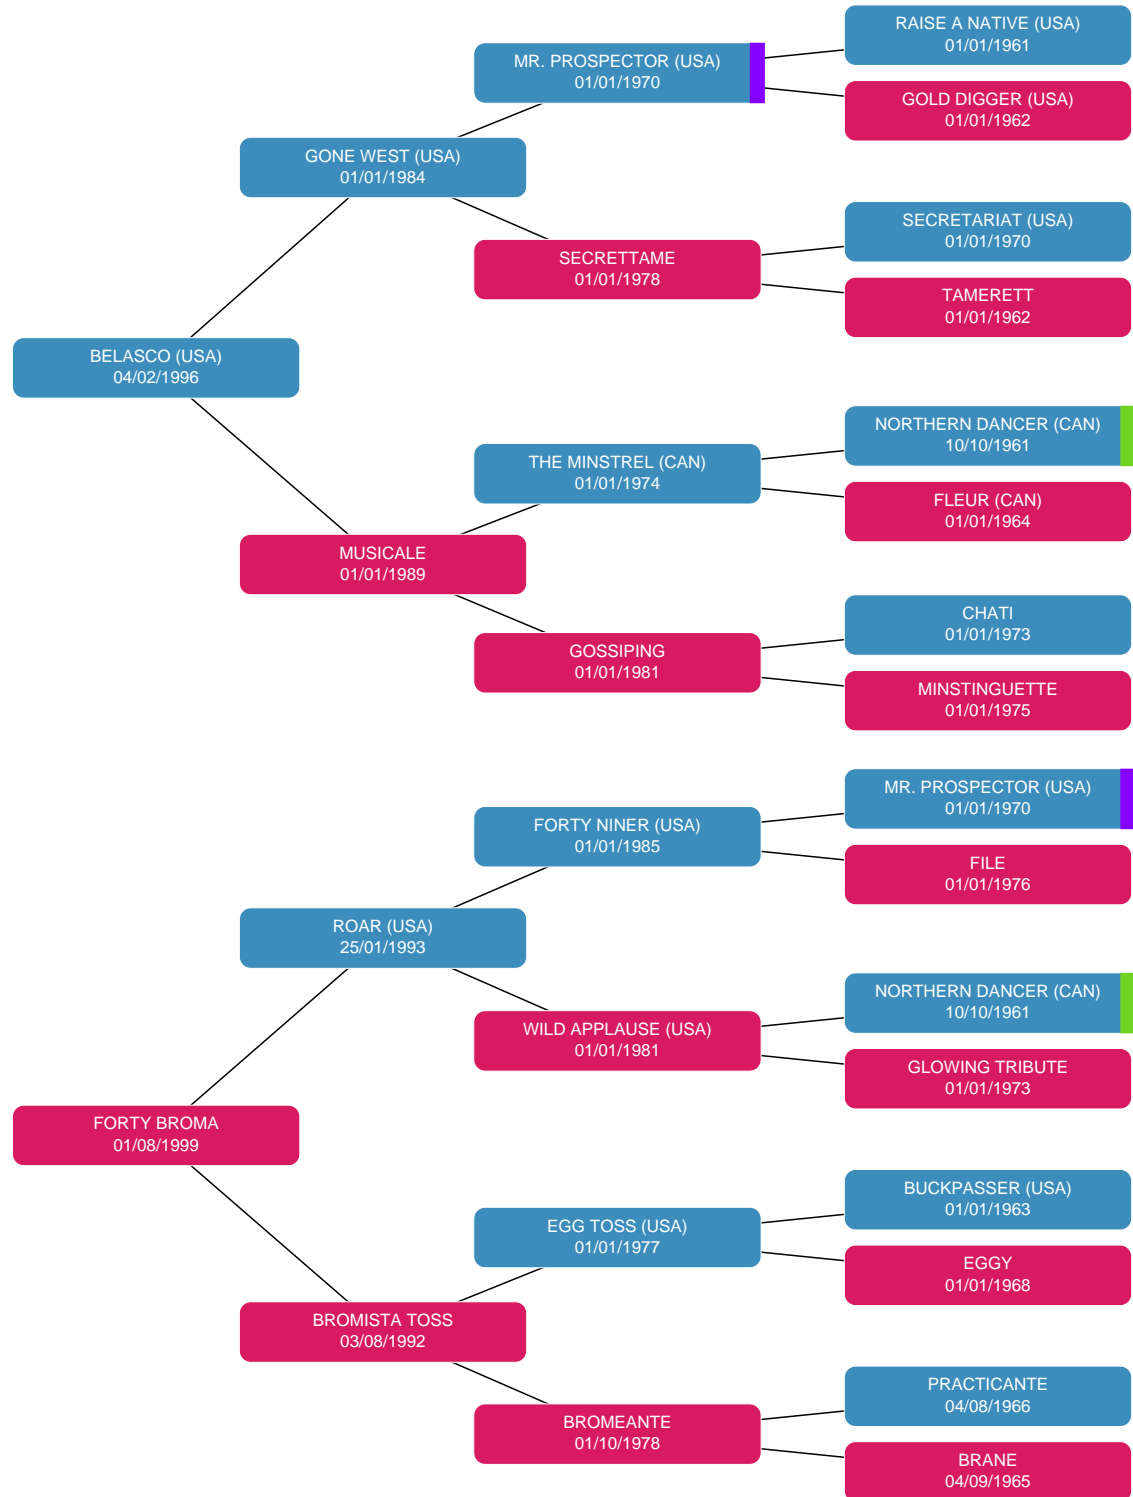 RAISE A NATIVE (USA)
01/01/1961
MR. PROSPECTOR (USA)
01/01/1970
GOLD DIGGER (USA)
01/01/1962
GONE WEST (USA)
01/01/1984
SECRETARIAT (USA)
01/01/1970
SECRETTAME
01/01/1978
TAMERETT
01/01/1962
BELASCO (USA)
04/02/1996
NORTHERN DANCER (CAN)
10/10/1961
THE MINSTREL (CAN)
01/01/1974
FLEUR (CAN)
01/01/1964
MUSICALE
01/01/1989
CHATI
01/01/1973
GOSSIPING
01/01/1981
MINSTINGUETTE
01/01/1975
MR. PROSPECTOR (USA)
01/01/1970
FORTY NINER (USA)
01/01/1985
FILE
01/01/1976
ROAR (USA)
25/01/1993
NORTHERN DANCER (CAN)
10/10/1961
WILD APPLAUSE (USA)
01/01/1981
GLOWING TRIBUTE
01/01/1973
FORTY BROMA
01/08/1999
BUCKPASSER (USA)
01/01/1963
EGG TOSS (USA)
01/01/1977
EGGY
01/01/1968
BROMISTA TOSS
03/08/1992
PRACTICANTE
04/08/1966
BROMEANTE
01/10/1978
BRANE
04/09/1965